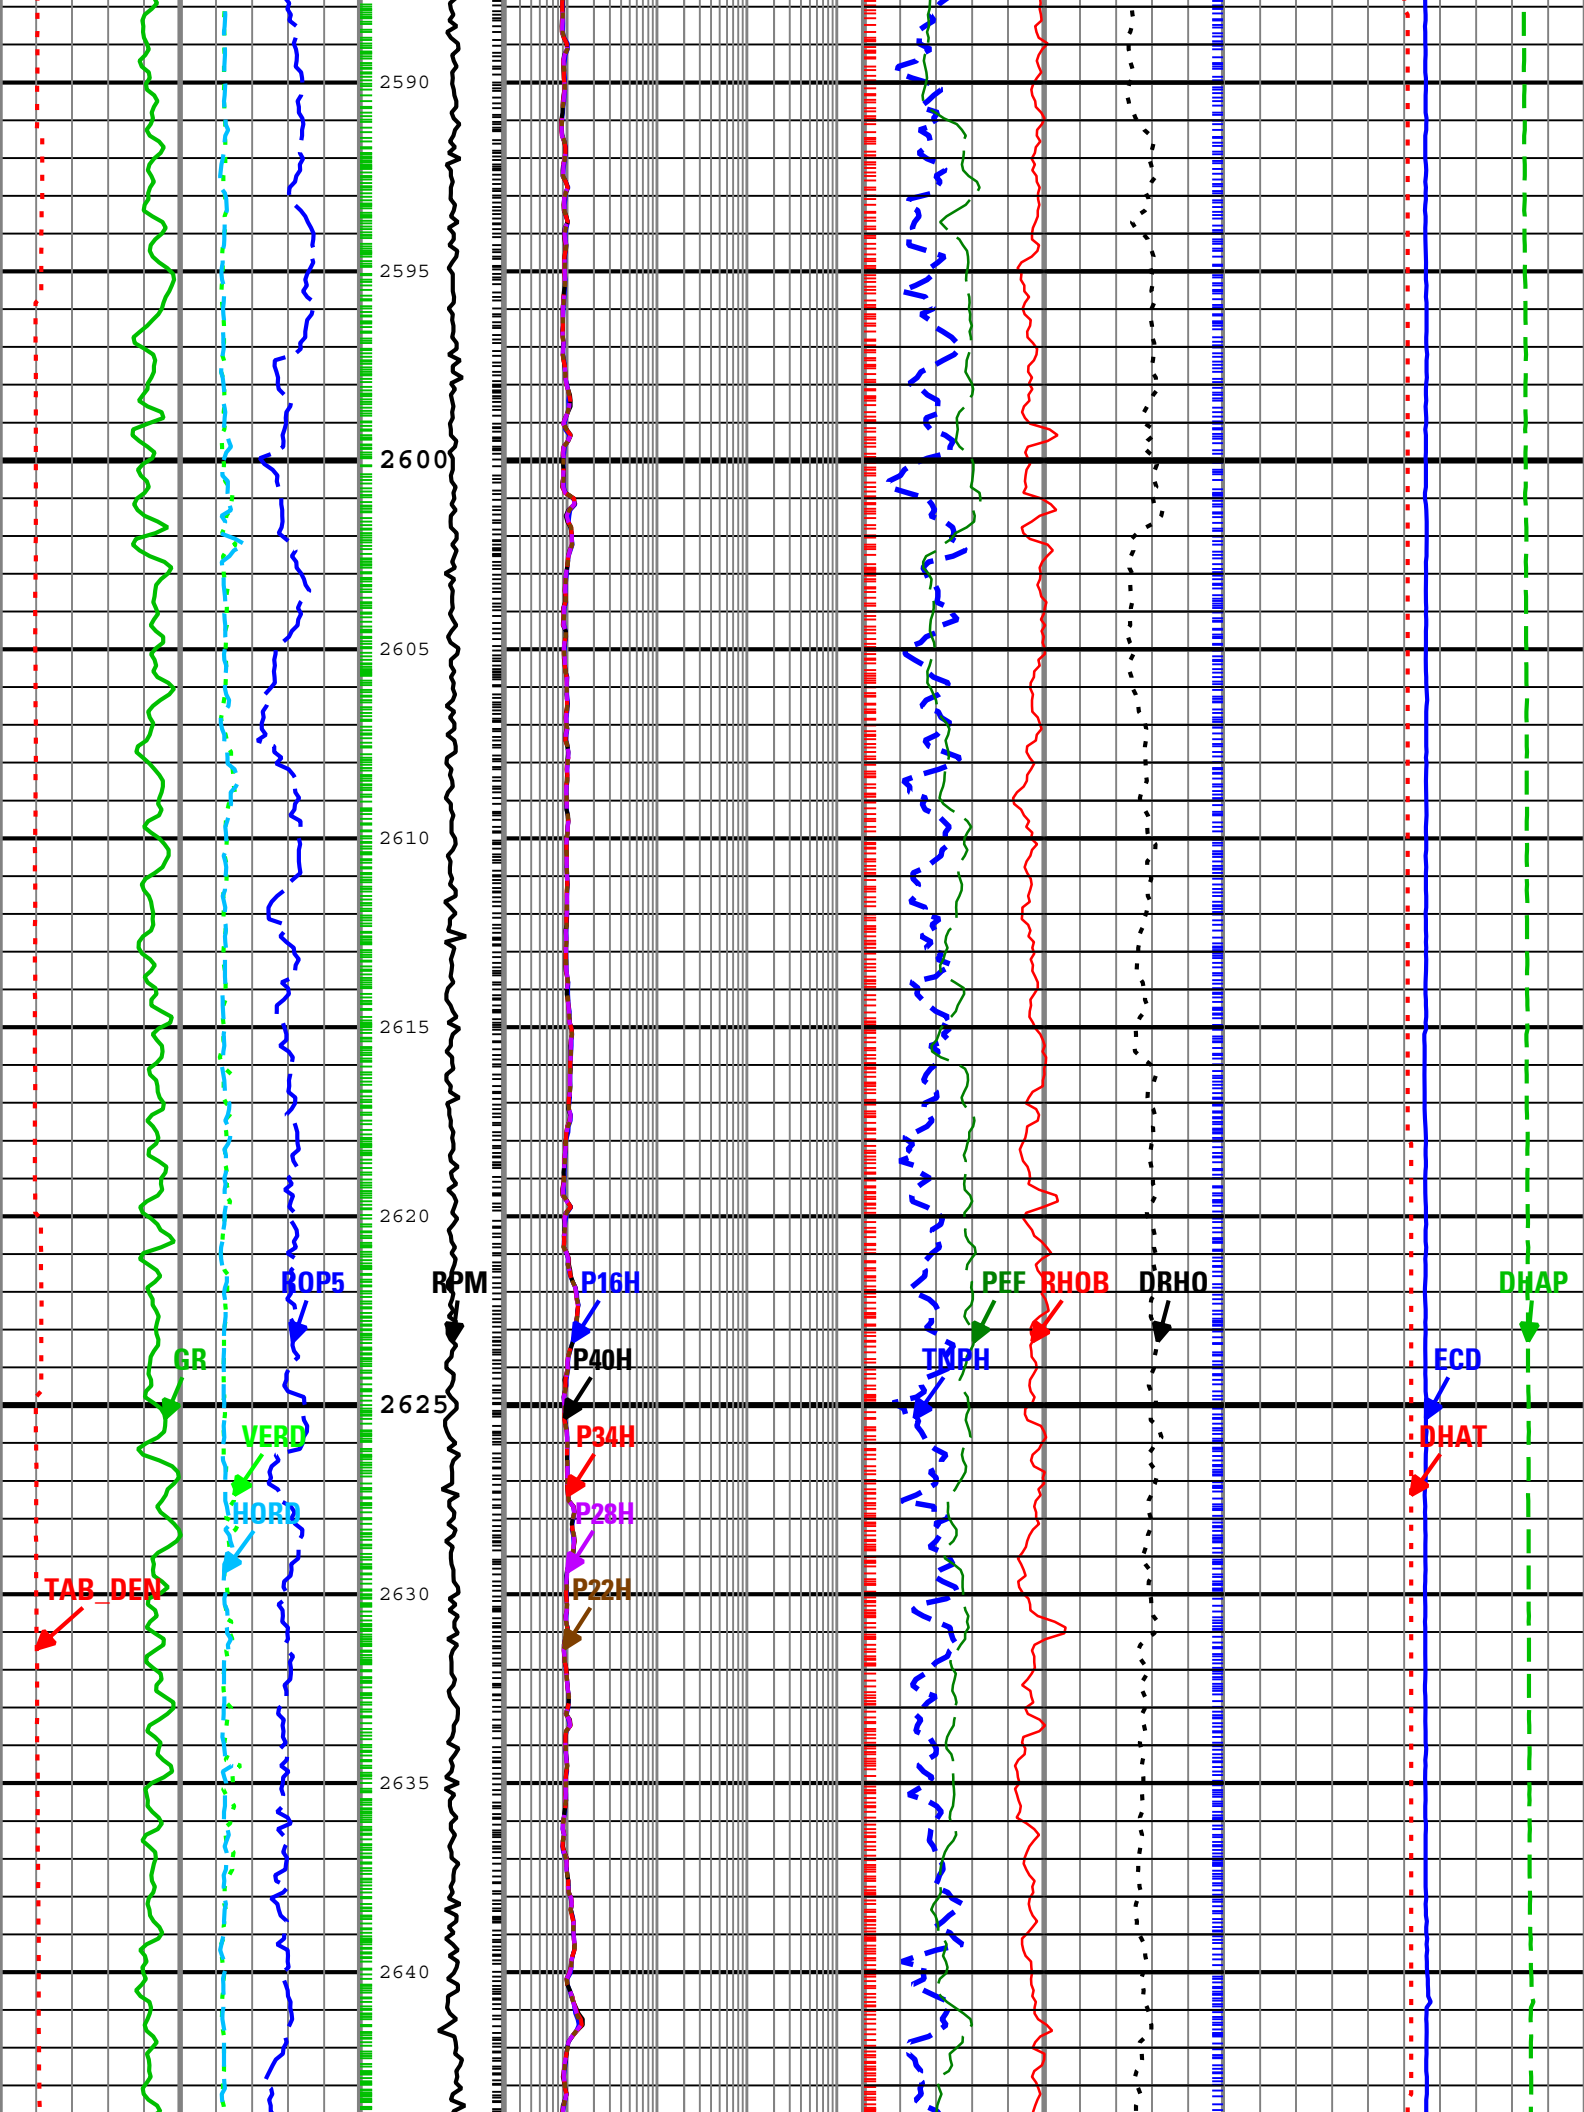 2590
2595
2600
2605
2610
2615
2620
ROP5 RPM P16H PEF RHOB DRHO DHAP
GR P40H TNPH ECD
2625
VERD P34H DHAT
HORD P28H
TAB_DEN 2630 P22H
2635
2640